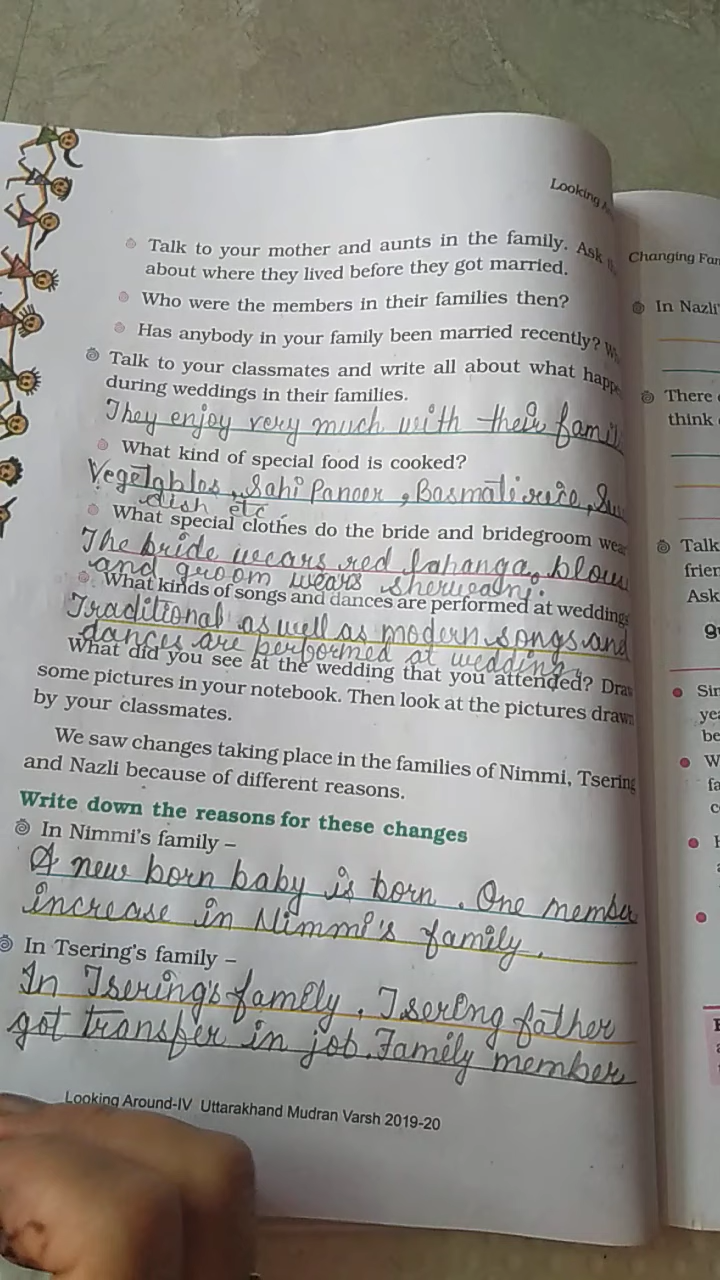 Looking
Talk to your mother and aunts in the family. Ask
about where they lived before they got married.
Who were the members in their families then?
Has anybody in your family been married recently?
Talk to your classmates and write all about what
during weddings in their families.
They enjoy very much with their
What kind of special food is cooked?
Vegetables, Sahi Paneer, Basmati rice,
dish etc.
What special clothes do the bride and bridegroom
The bride wears red lahanga,
and groom wears sherwani.
What kinds of songs and dances are performed at
Traditional as well as modern songs and
dances are performed at wedding.
What did you see at the wedding that you attended?
some pictures in your notebook. Then look at the pictures drawn
by your classmates.
We saw changes taking place in the families of Nimmi, Tsering
and Nazli because of different reasons.
Write down the reasons for these changes
In Nimmi's family –
A new born baby is born. One member
increase in Nimmi's family.
In Tsering's family –
In Tsering's family, Tsering father
got transfer in job. Family member
Looking Around-IV Uttarakhand Mudran Varsh 2019-20
Changing
In
There
think
Talk
Ask